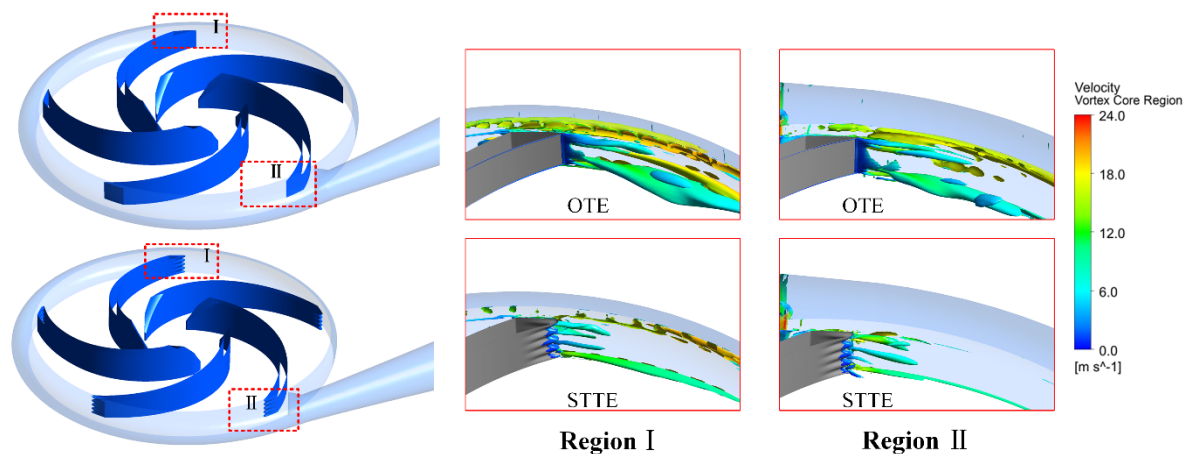 Ⅰ
Ⅱ
OTE
OTE
Velocity
Vortex Core Region
24.0
18.0
12.0
6.0
0.0
[m s^-1]
Ⅰ
Ⅱ
STTE
STTE
Region Ⅰ
Region Ⅱ